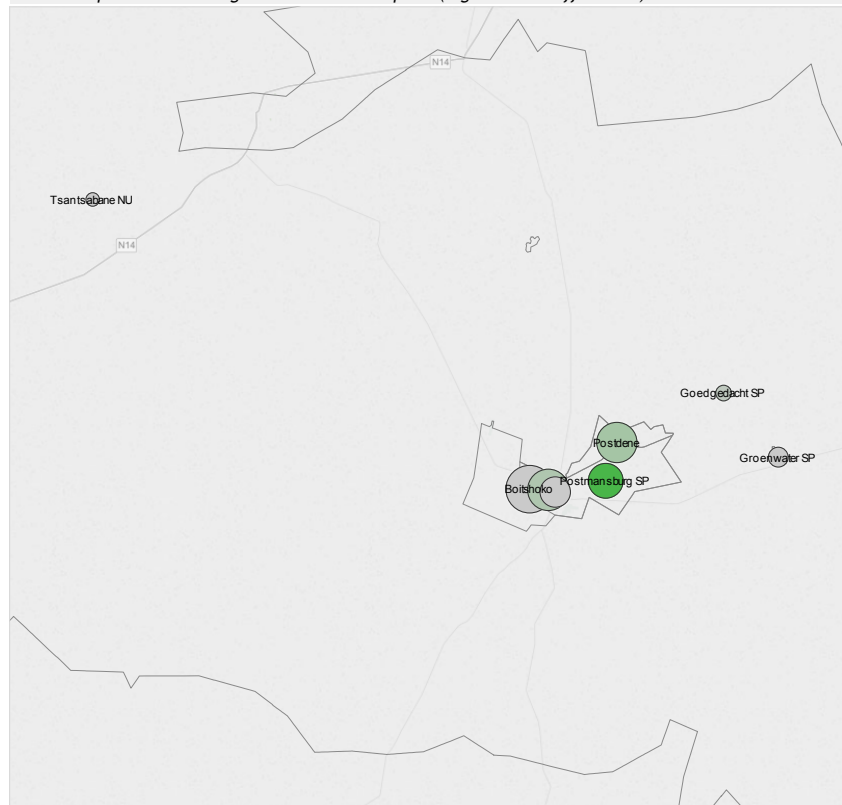 N14
Tsantsabane NU
N14
Goedgedacht SP
Postdene
Groenwater SP
Postmansburg SP
Boitshoko